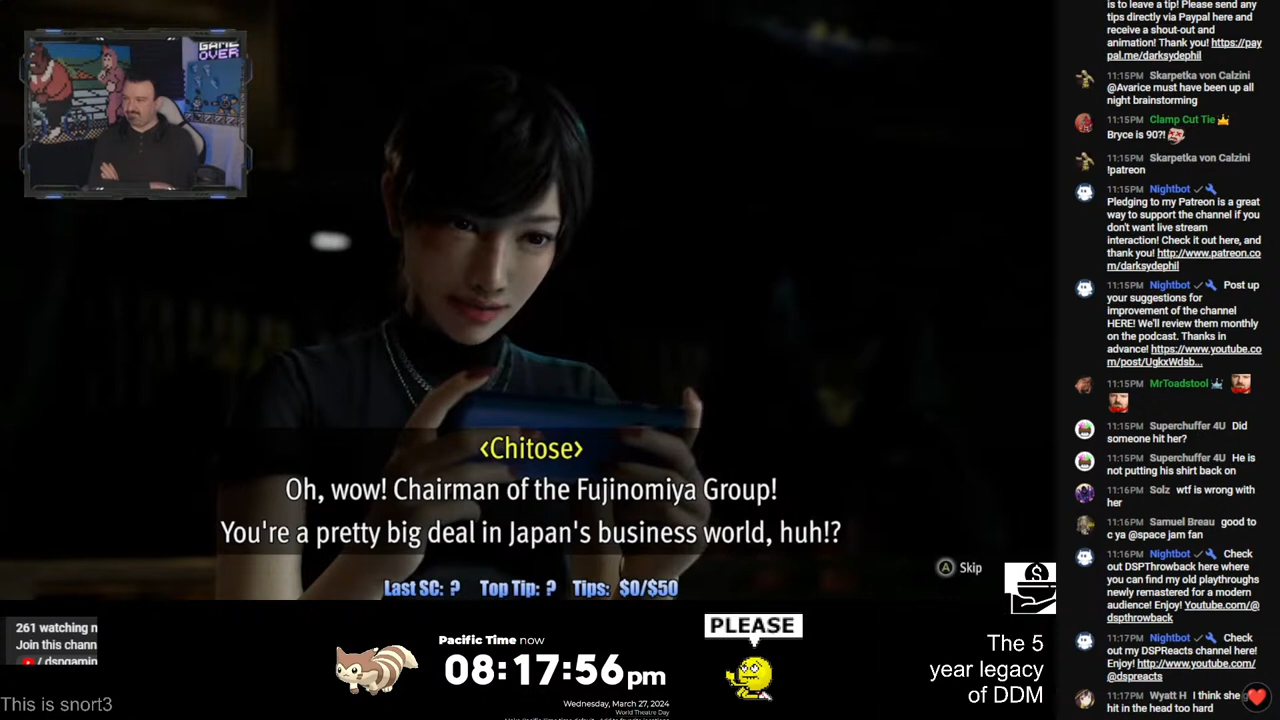 GAME
OVER
<Chitose>
Oh, wow! Chairman of the Fujinomiya Group!
You're a pretty big deal in Japan's business world, huh!?
A Skip
Last SC: ? Top Tip: ? Tips: $0/$50
261 watching n
Join this chann
/ dspgamin
This is snort3
Pacific Time now
08:17:56pm
Wednesday, March 27, 2024
World Theatre Day
PLEASE
The 5
year legacy
of DDM
is to leave a tip! Please send any
tips directly via Paypal here and
receive a shout-out and
animation! Thank you! https://pay
pal.me/darksydephil
11:15PM Skarpetka von Calzini
@Avarice must have been up all
night brainstorming
11:15PM Clamp Cut Tie
Bryce is 90?!
11:15PM Skarpetka von Calzini
!patreon
11:15PM Nightbot
Pledging to my Patreon is a great
way to support the channel if you
don't want live stream
interaction! Check it out here, and
thank you! http://www.patreon.co
m/darksydephil
11:15PM Nightbot Post up
your suggestions for
improvement of the channel
HERE! We'll review them monthly
on the podcast. Thanks in
advance! https://www.youtube.co
m/post/UgkxWdsb...
11:15PM MrToadstool
11:15PM Superchuffer 4U Did
someone hit her?
11:15PM Superchuffer 4U He is
not putting his shirt back on
11:16PM Solz wtf is wrong with
her
11:16PM Samuel Breau good to
c ya @space jam fan
11:16PM Nightbot Check
out DSPThrowback here where
you can find my old playthroughs
newly remastered for a modern
audience! Enjoy! Youtube.com/@
dspthrowback
11:17PM Nightbot Check
out my DSPReacts channel here!
Enjoy! http://www.youtube.com/
@dspreacts
11:17PM Wyatt H I think she
hit in the head too hard